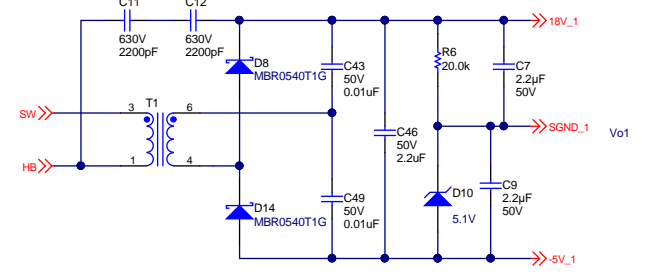 C11
C12
630V
2200pF
630V
2200pF
18V_1
D8
MBR0540T1G
C43
50V
0.01uF
R6
20.0k
C7
2.2µF
50V
SW
3
T1
6
C46
50V
2.2uF
SGND_1
Vo1
HB
1
4
D14
MBR0540T1G
C49
50V
0.01uF
D10
5.1V
C9
2.2µF
50V
-5V_1